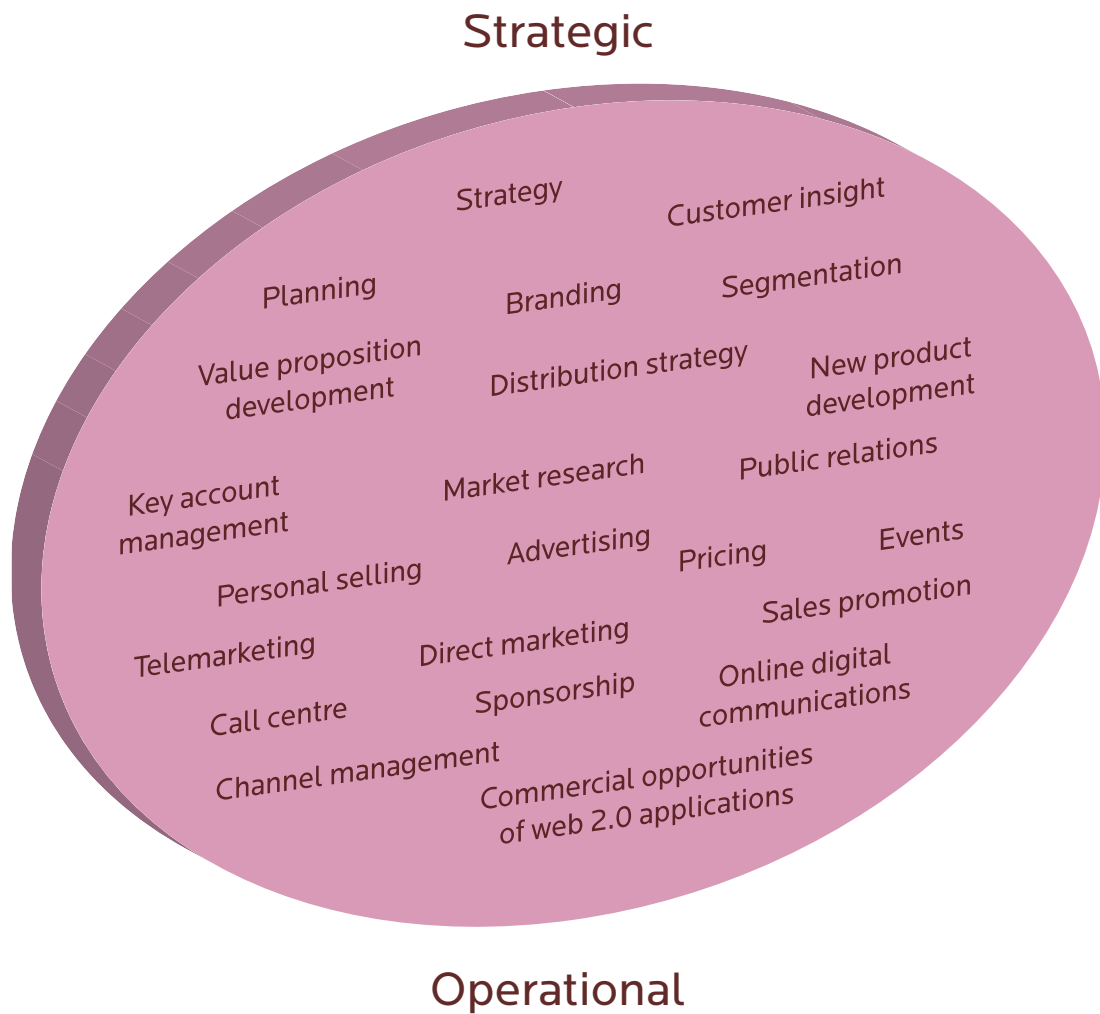 Strategic
Strategy
Customer insight
Planning
Branding
Segmentation
Value proposition
development
Distribution strategy
New product
development
Key account
management
Market research
Public relations
Personal selling
Advertising
Pricing
Events
Telemarketing
Direct marketing
Sales promotion
Call centre
Sponsorship
Online digital
communications
Channel management
Commercial opportunities
of web 2.0 applications
Operational